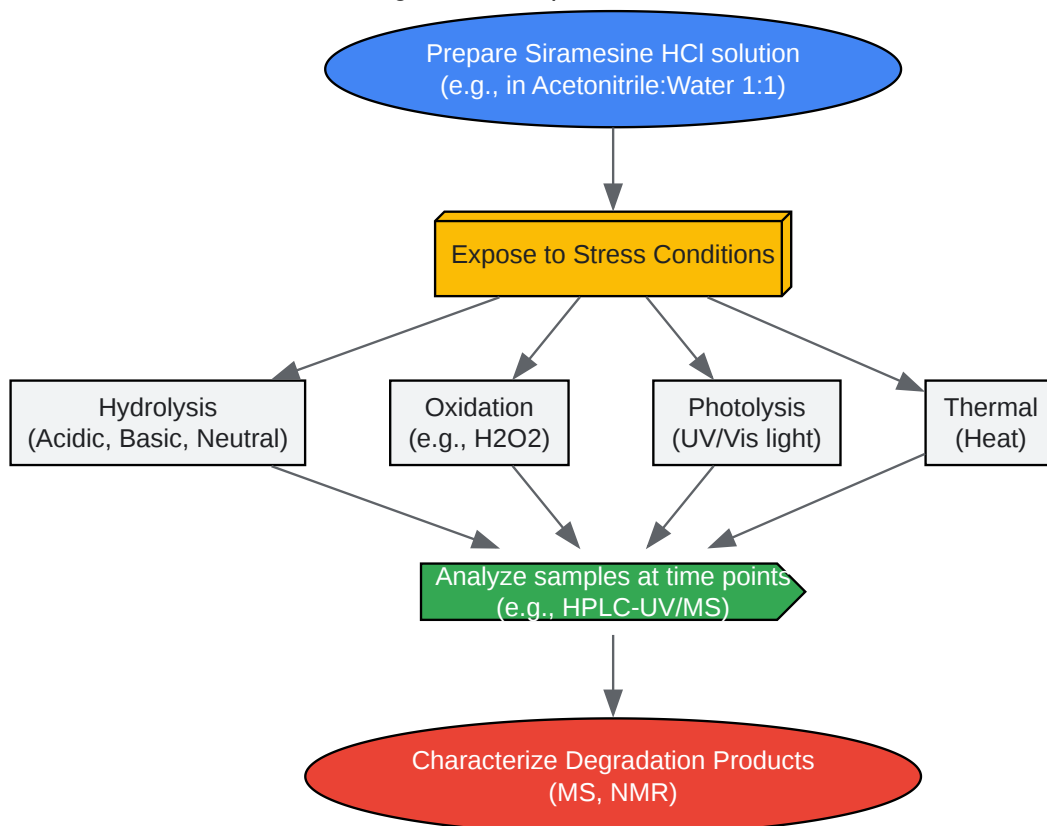 Prepare Siramesine HCl solution
(e.g., in Acetonitrile:Water 1:1)
Expose to Stress Conditions
Hydrolysis
(Acidic, Basic, Neutral)
Oxidation
(e.g., H2O2)
Photolysis
(UV/Vis light)
Thermal
(Heat)
Analyze samples at time points
(e.g., HPLC-UV/MS)
Characterize Degradation Products
(MS, NMR)